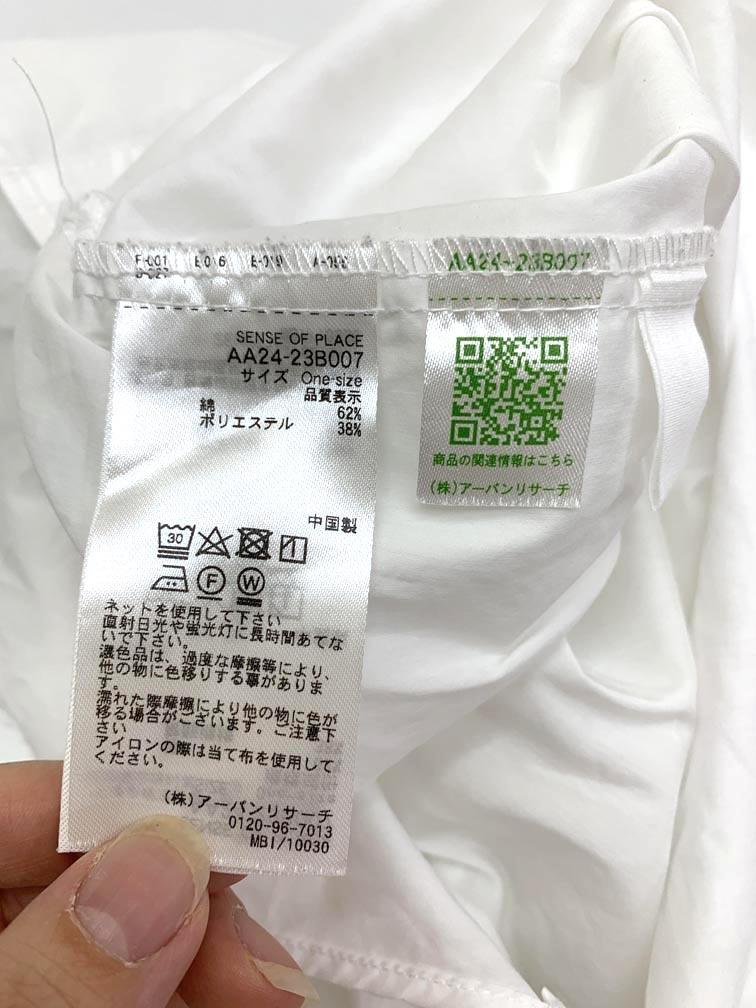 SENSE OF PLACE
AA24-23B007
サイズ One size
品質表示
綿 62%
ポリエステル 38%
中国製
30
F W
ネットを使用して下さい
直射日光や蛍光灯に長時間あてな
いで下さい。
濃色品は、過度な摩擦等により、
他の物に色移りする事がありま
す。
濡れた際摩擦により他の物に色が
移る場合がございます。ご注意下
さい
アイロンの際は当て布を使用して
ください。
(株)アーバンリサーチ
0120-96-7013
MBI/10030
AA24-23B007
商品の関連情報はこちら
(株)アーバンリサーチ